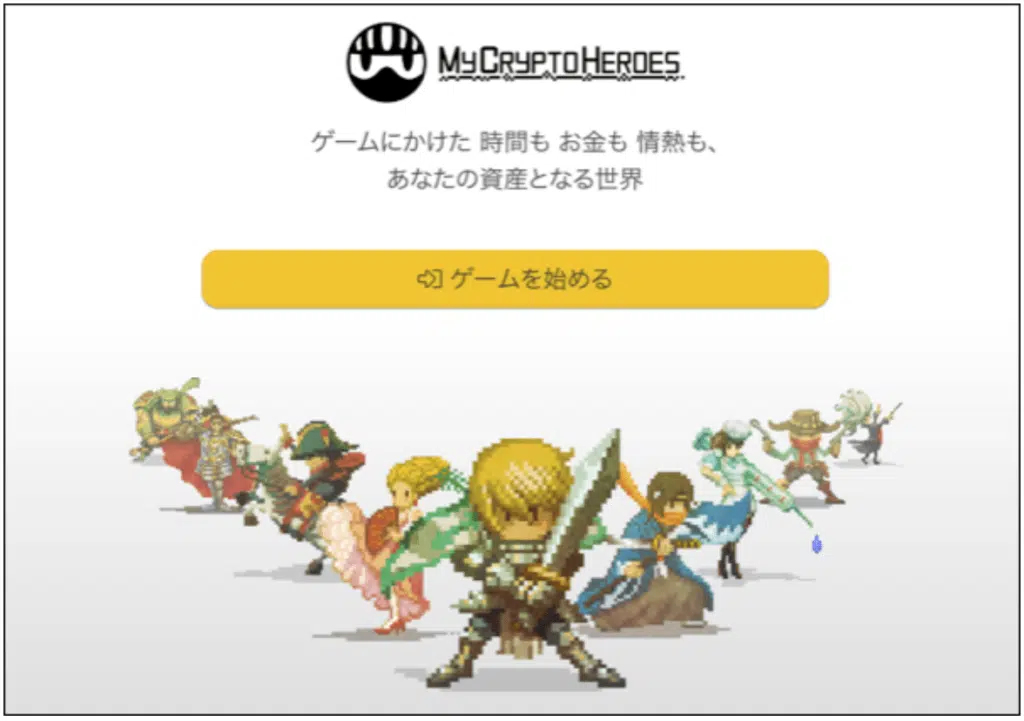 MyCryptoHeroes
ゲームにかけた 時間も お金も 情熱も、
あなたの資産となる世界
ゲームを始める